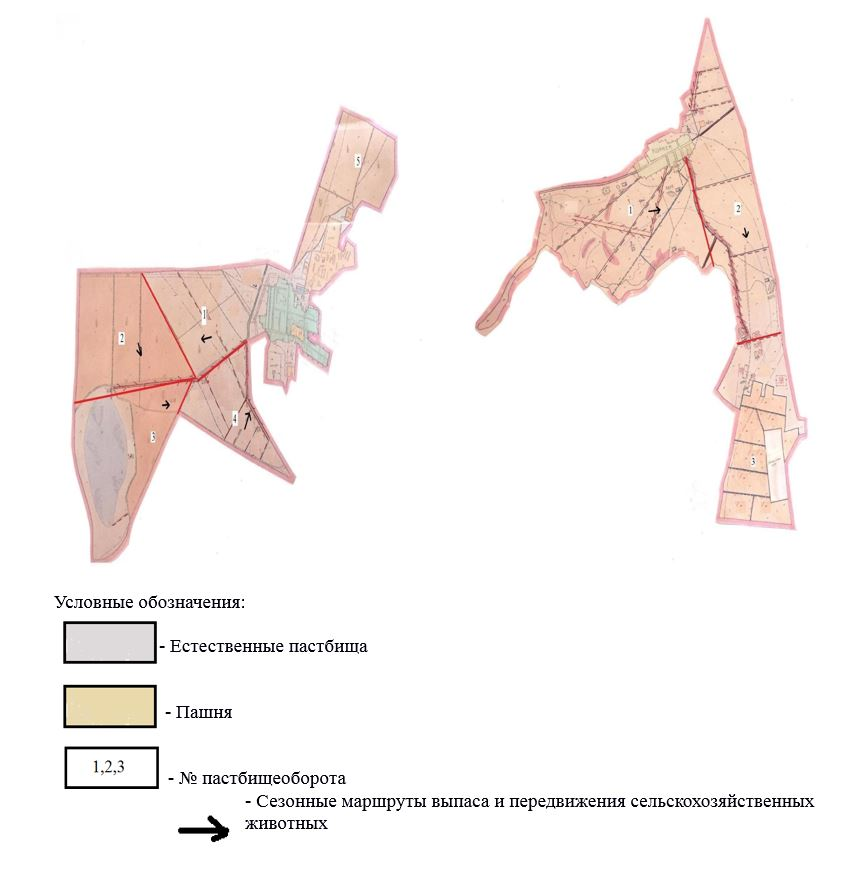 5
1
2
3
4
1
2
3
Условные обозначения:
- Естественные пастбища
- Пашня
1,2,3
- № пастбищеоборота
- Сезонные маршруты выпаса и передвижения сельскохозяйственных
животных